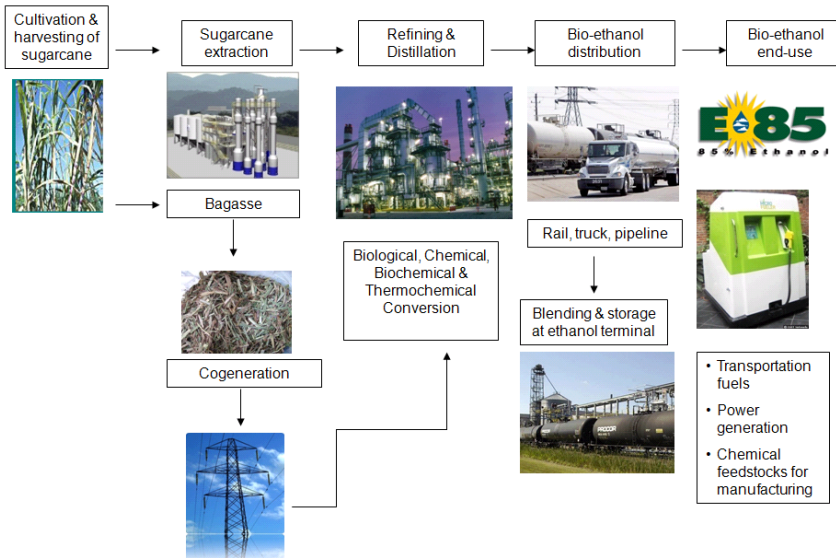 Cultivation &
harvesting of
sugarcane
Sugarcane
extraction
Refining &
Distillation
Bio-ethanol
distribution
Bio-ethanol
end-use
E85
85% Ethanol
Bagasse
Rail, truck, pipeline
Biological, Chemical,
Biochemical &
Thermochemical
Conversion
Blending & storage
at ethanol terminal
Cogeneration
PROCOR
PROCOR
• Transportation
fuels
• Power
generation
• Chemical
feedstocks for
manufacturing